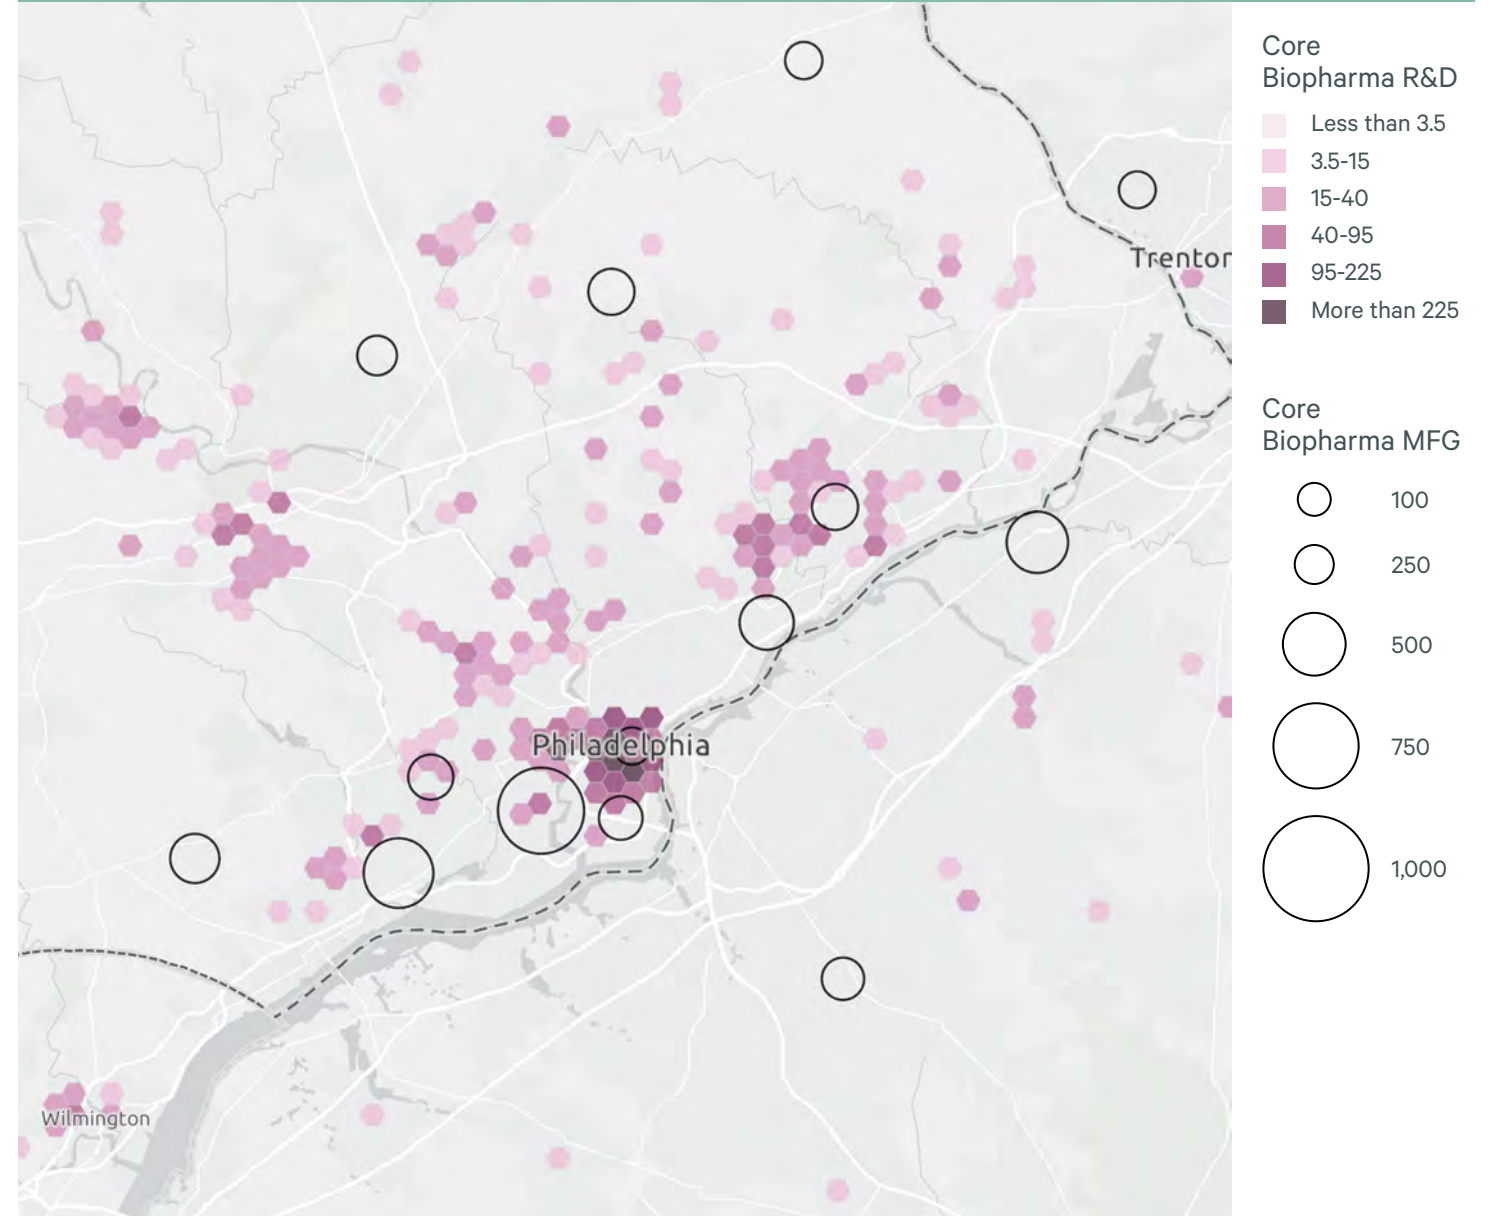 Core
Biopharma R&D
Less than 3.5
3.5-15
15-40
40-95
95-225
More than 225
Trenton
Core
Biopharma MFG
100
250
500
750
1,000
Philadelphia
Wilmington